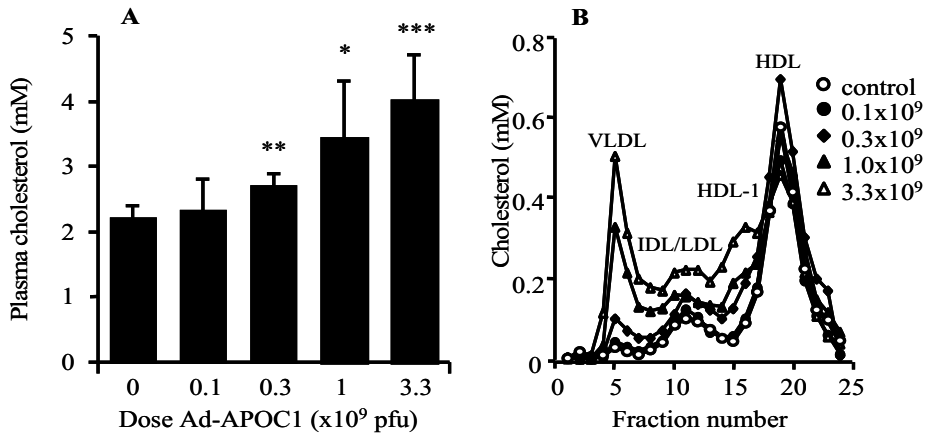 A
Plasma cholesterol (mM)
5
4
3
2
1
0
**
*
***
0 0.1 0.3 1 3.3
Dose Ad-APOC1 (x10⁹ pfu)
B
Cholesterol (mM)
0.8
0.6
0.4
0.2
0
VLDL
IDL/LDL
HDL-1
HDL
control
0.1x10⁹
0.3x10⁹
1.0x10⁹
3.3x10⁹
0 5 10 15 20 25
Fraction number